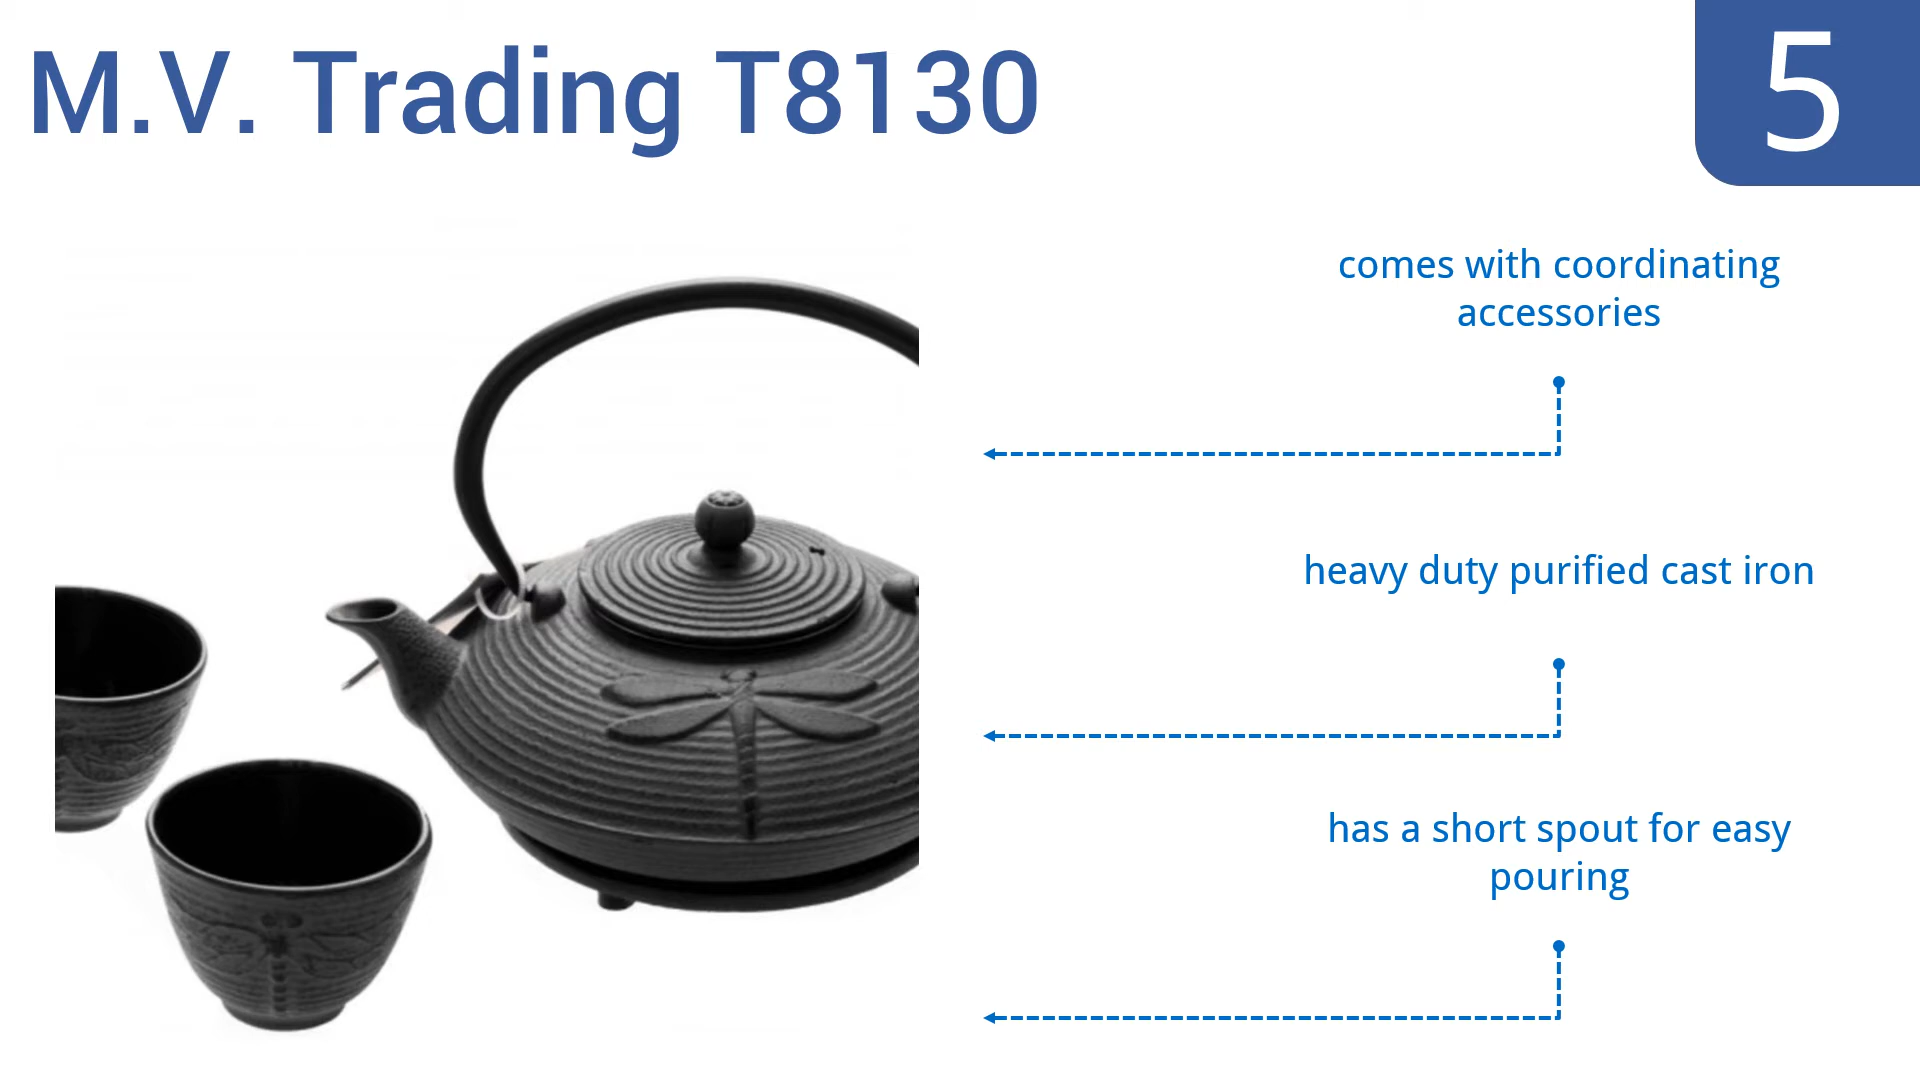 M.V. Trading T8130
5
comes with coordinating
accessories
heavy duty purified cast iron
has a short spout for easy
pouring